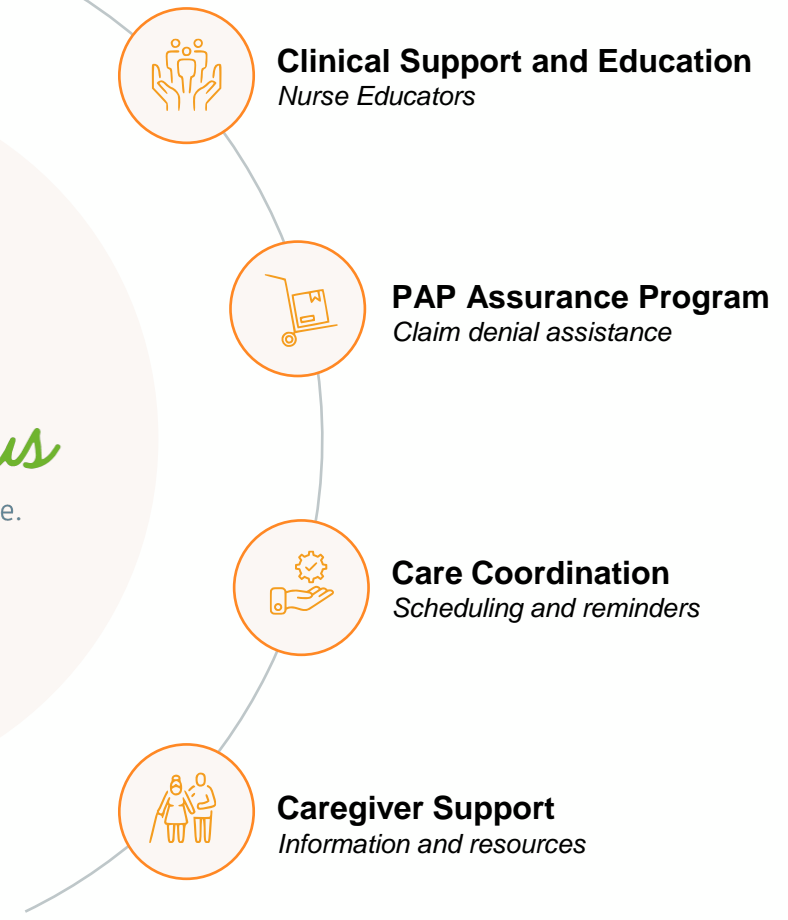 Clinical Support and Education
Nurse Educators
PAP Assurance Program
Claim denial assistance
us
e.
Care Coordination
Scheduling and reminders
Caregiver Support
Information and resources